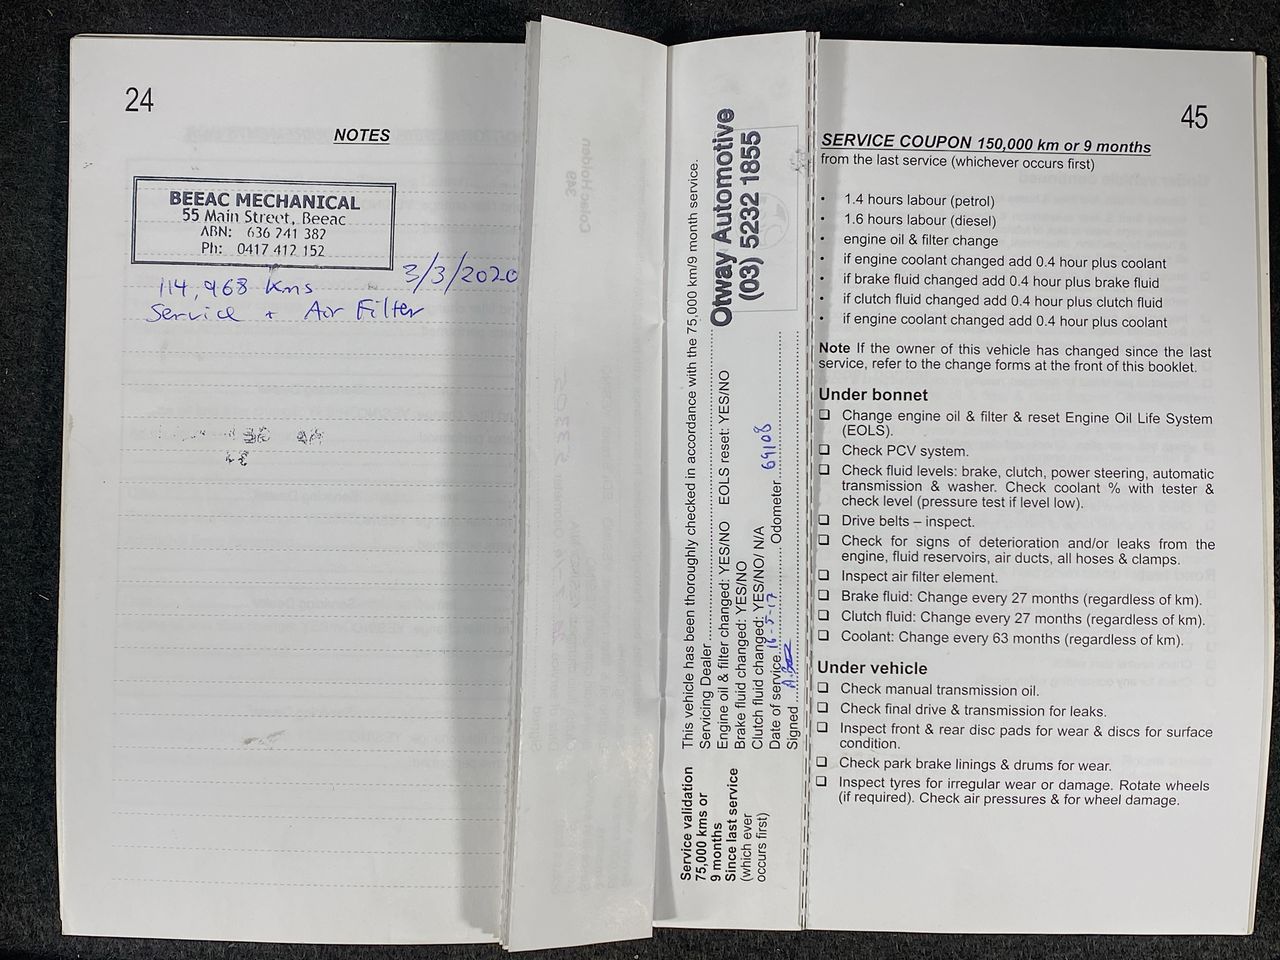 24
NOTES
BEEAC MECHANICAL
55 Main Street, Beeac
ABN: 636 241 382
Ph: 0417 412 152
3/3/2020
114,968 kms
Service + Air Filter
Service validation
75,000 kms or
9 months
Since last service
(which ever
occurs first)
This vehicle has been thoroughly checked in accordance with the 75,000 km/9 month service.
Servicing Dealer
Otway Automotive
(03) 5232 1855
Engine oil & filter changed: YES/NO EOLS reset: YES/NO
Brake fluid changed: YES/NO
Clutch fluid changed: YES/NO/ N/A
Date of service 16-5-17 Odometer 69108
Signed
45
SERVICE COUPON 150,000 km or 9 months
from the last service (whichever occurs first)
• 1.4 hours labour (petrol)
• 1.6 hours labour (diesel)
• engine oil & filter change
• if engine coolant changed add 0.4 hour plus coolant
• if brake fluid changed add 0.4 hour plus brake fluid
• if clutch fluid changed add 0.4 hour plus clutch fluid
• if engine coolant changed add 0.4 hour plus coolant
Note If the owner of this vehicle has changed since the last
service, refer to the change forms at the front of this booklet.
Under bonnet
❑ Change engine oil & filter & reset Engine Oil Life System
(EOLS).
❑ Check PCV system.
❑ Check fluid levels: brake, clutch, power steering, automatic
transmission & washer. Check coolant % with tester &
check level (pressure test if level low).
❑ Drive belts – inspect.
❑ Check for signs of deterioration and/or leaks from the
engine, fluid reservoirs, air ducts, all hoses & clamps.
❑ Inspect air filter element.
❑ Brake fluid: Change every 27 months (regardless of km).
❑ Clutch fluid: Change every 27 months (regardless of km).
❑ Coolant: Change every 63 months (regardless of km).
Under vehicle
❑ Check manual transmission oil.
❑ Check final drive & transmission for leaks.
❑ Inspect front & rear disc pads for wear & discs for surface
condition.
❑ Check park brake linings & drums for wear.
❑ Inspect tyres for irregular wear or damage. Rotate wheels
(if required). Check air pressures & for wheel damage.